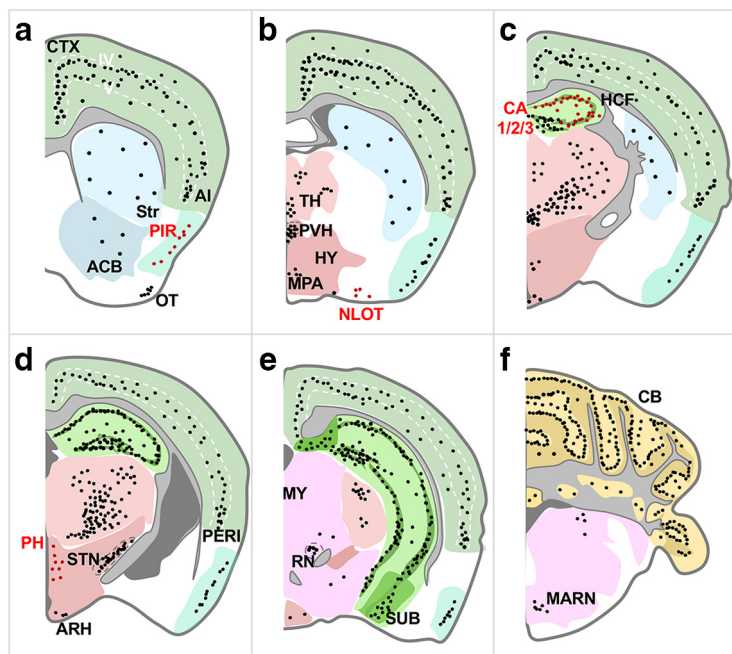 a
CTX
IV
V
AI
Str
PIR
ACB
OT
b
TH
PVH
HY
MPA
NLOT
c
CA
1/2/3
HCF
d
PH
STN
PERI
ARH
e
MY
RN
SUB
f
CB
MARN